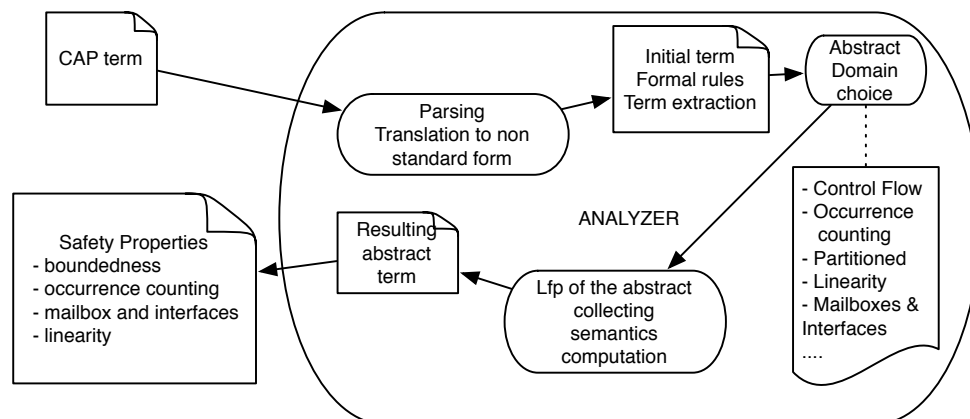 CAP term
Parsing
Translation to non
standard form
Initial term
Formal rules
Term extraction
Abstract
Domain
choice
- Control Flow
- Occurrence
counting
- Partitioned
- Linearity
- Mailboxes &
Interfaces
....
ANALYZER
Lfp of the abstract
collecting
semantics
computation
Resulting
abstract
term
Safety Properties
- boundedness
- occurrence counting
- mailbox and interfaces
- linearity